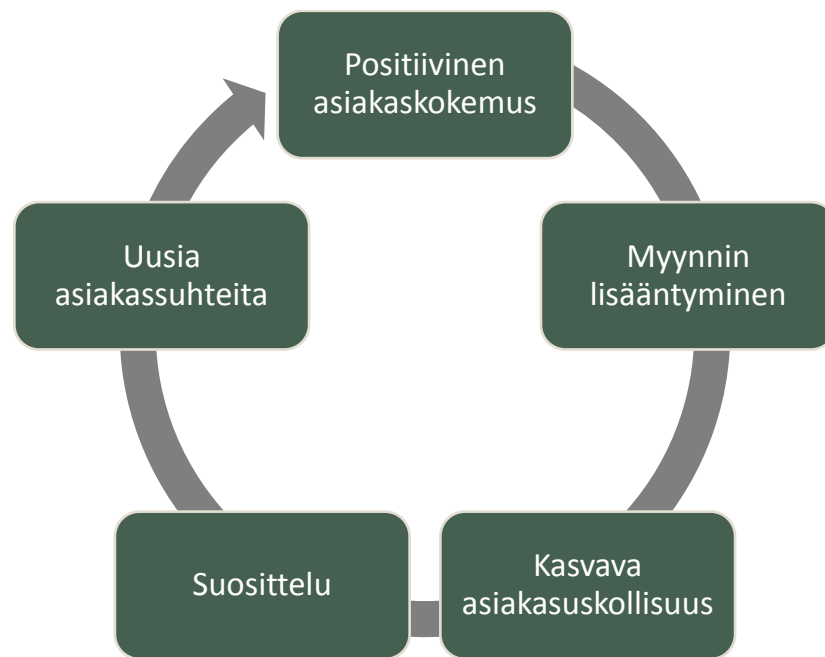 Positiivinen
asiakaskokemus
Myynnin
lisääntyminen
Kasvava
asiakasuskollisuus
Suosittelu
Uusia
asiakassuhteita